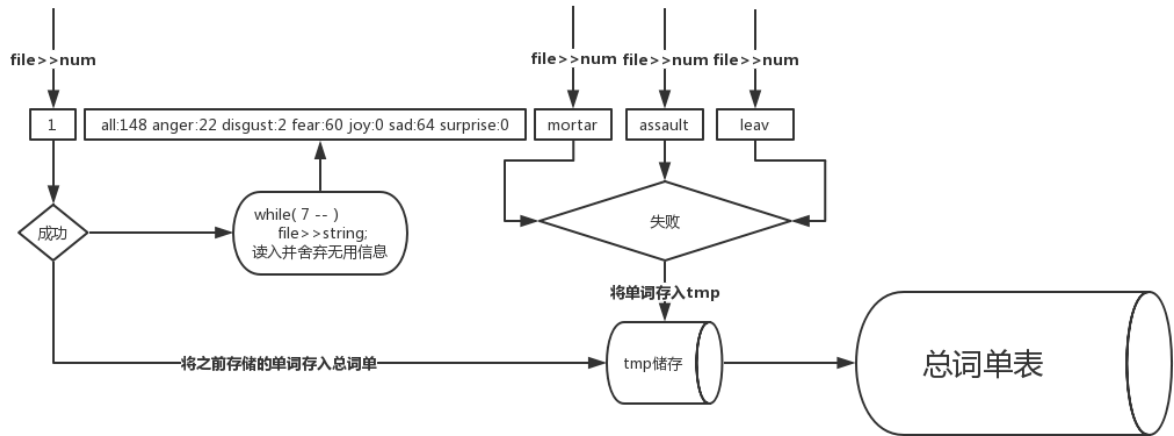 file>>num
file>>num
file>>num
file>>num
1
all:148 anger:22 disgust:2 fear:60 joy:0 sad:64 surprise:0
mortar
assault
leav
成功
while( 7 -- )
file>>string;
读入并舍弃无用信息
失败
将单词存入tmp
将之前存储的单词存入总词单
tmp储存
总词单表